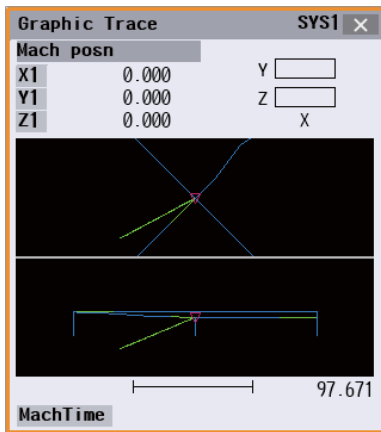 Graphic Trace SYS1
Mach posn
X1 0.000 Y
Y1 0.000 Z
Z1 0.000 X
97.671
MachTime